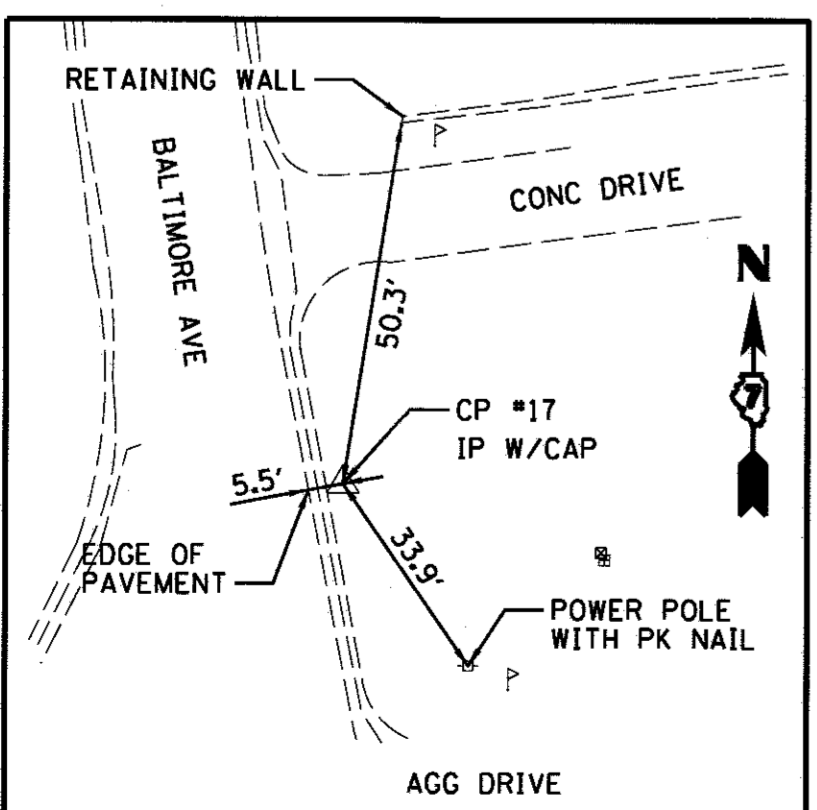 RETAINING WALL
BALTIMORE AVE
CONC DRIVE
N
7
50.3'
CP #17
IP W/CAP
5.5'
33.9'
EDGE OF
PAVEMENT
POWER POLE
WITH PK NAIL
AGG DRIVE